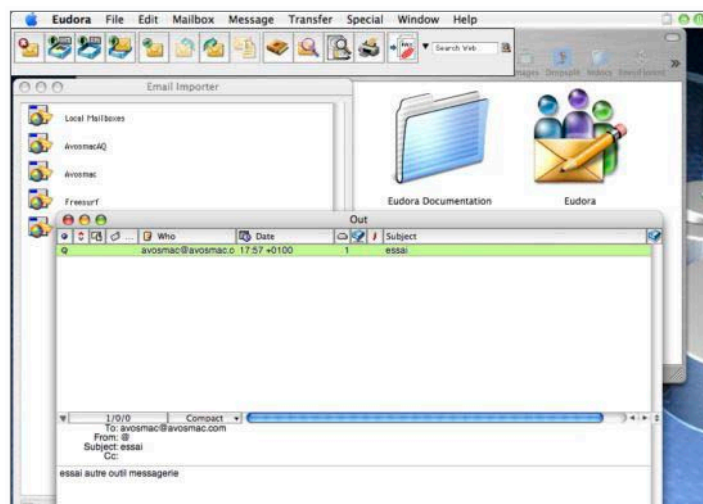 Eudora File Edit Mailbox Message Transfer Special Window Help
Search Web
Email Importer
Local Mailboxes
AvosmacAQ
Avosmac
Freesurf
Eudora Documentation
Eudora
Out
Who Date Subject
Q avosmac@avosmac.c 17:57 +0100 1 essai
1/0/0 Compact
To: avosmac@avosmac.com
From: @
Subject: essai
Cc:
essai autre outil messagerie